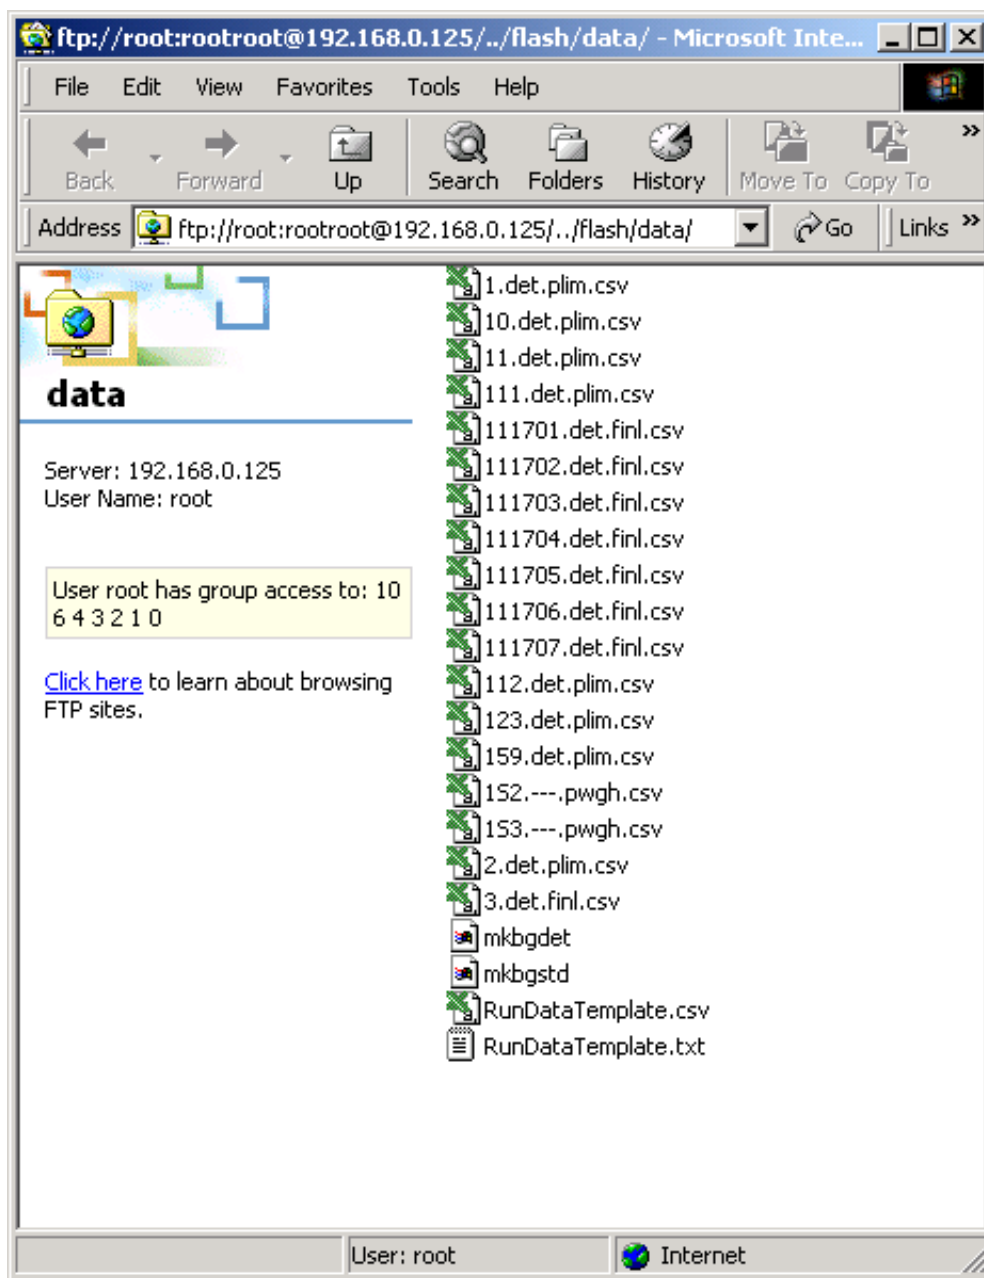 ftp://root:rootroot@192.168.0.125/../flash/data/ - Microsoft Inte...
File Edit View Favorites Tools Help
Back Forward Up Search Folders History Move To Copy To »
Address ftp://root:rootroot@192.168.0.125/../flash/data/ Go Links »
data
Server: 192.168.0.125
User Name: root
User root has group access to: 10
6 4 3 2 1 0
Click here to learn about browsing
FTP sites.
1.det.plim.csv
10.det.plim.csv
11.det.plim.csv
111.det.plim.csv
111701.det.finl.csv
111702.det.finl.csv
111703.det.finl.csv
111704.det.finl.csv
111705.det.finl.csv
111706.det.finl.csv
111707.det.finl.csv
112.det.plim.csv
123.det.plim.csv
159.det.plim.csv
1S2.---.pwgh.csv
1S3.---.pwgh.csv
2.det.plim.csv
3.det.finl.csv
mkbgdet
mkbgstd
RunDataTemplate.csv
RunDataTemplate.txt
User: root Internet